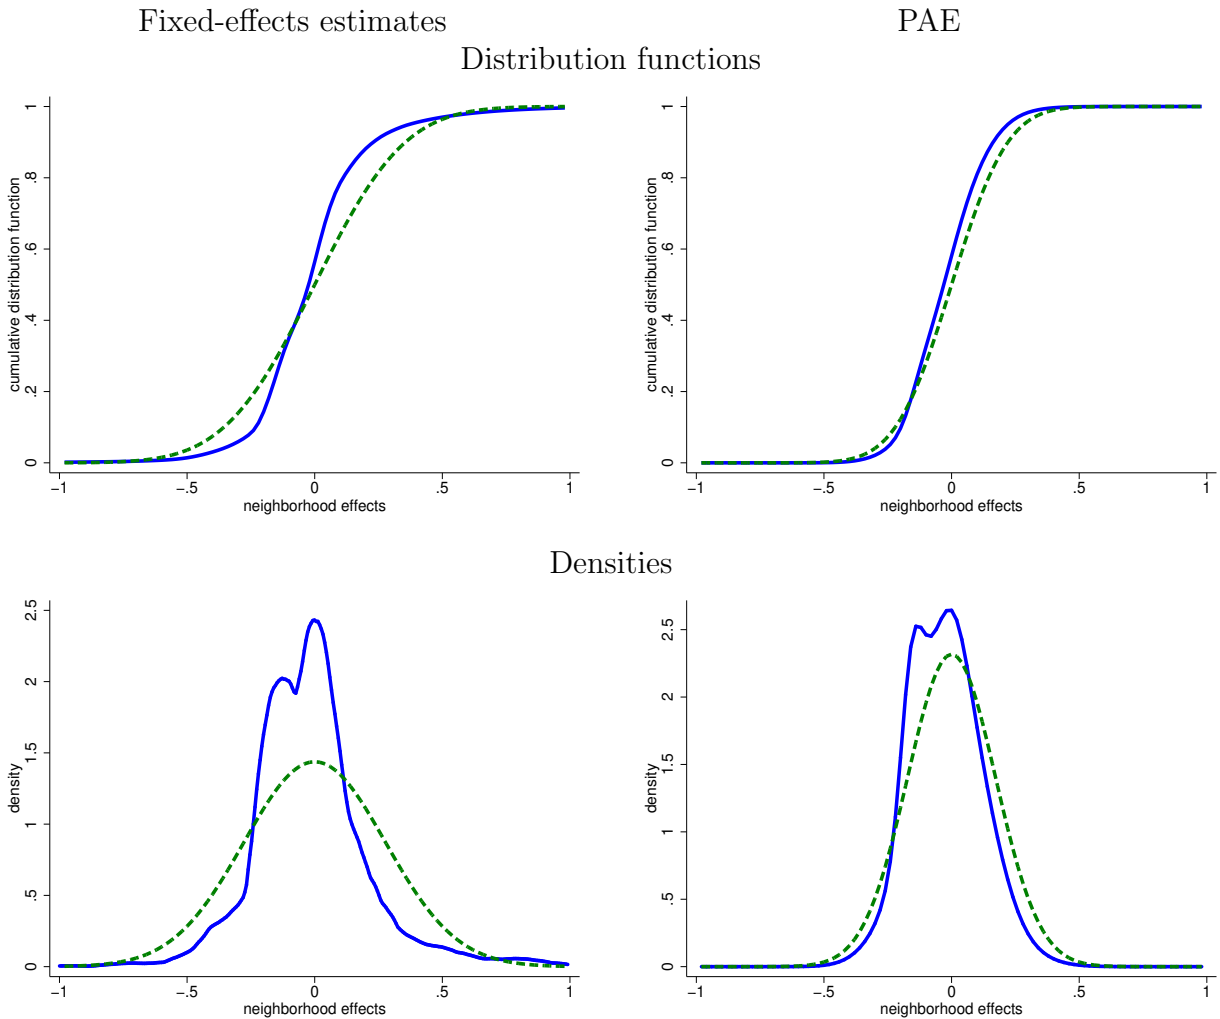 Fixed-effects estimates PAE
Distribution functions
cumulative distribution function
0 .2 .4 .6 .8 1
−1 −.5 0 .5 1
neighborhood effects
cumulative distribution function
0 .2 .4 .6 .8 1
−1 −.5 0 .5 1
neighborhood effects
Densities
density
0 .5 1 1.5 2 2.5
−1 −.5 0 .5 1
neighborhood effects
density
0 .5 1 1.5 2 2.5
−1 −.5 0 .5 1
neighborhood effects